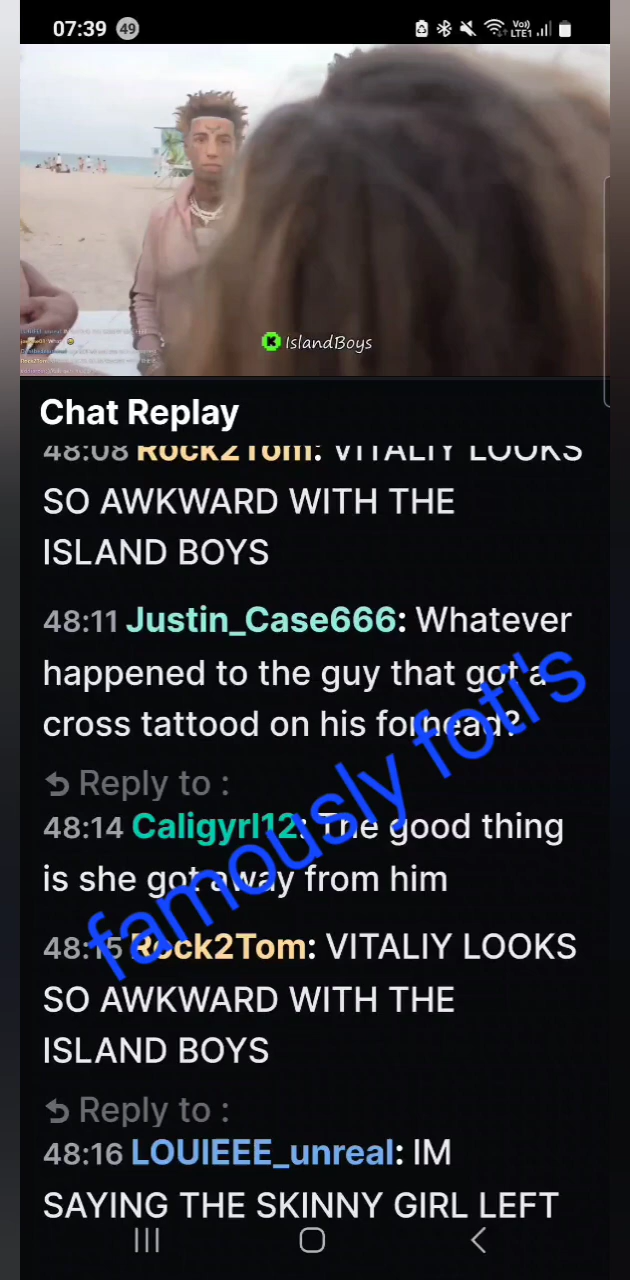 07:39 49
Vo)) LTE1
IslandBoys
Chat Replay
48:08 Rock2Tom: VITALIY LOOKS
SO AWKWARD WITH THE
ISLAND BOYS
48:11 Justin_Case666: Whatever
happened to the guy that got a
cross tattood on his forhead?
Reply to :
48:14 Caligyrl12: The good thing
is she got away from him
famously foti's
48:15 Rock2Tom: VITALIY LOOKS
SO AWKWARD WITH THE
ISLAND BOYS
Reply to :
48:16 LOUIEEE_unreal: IM
SAYING THE SKINNY GIRL LEFT